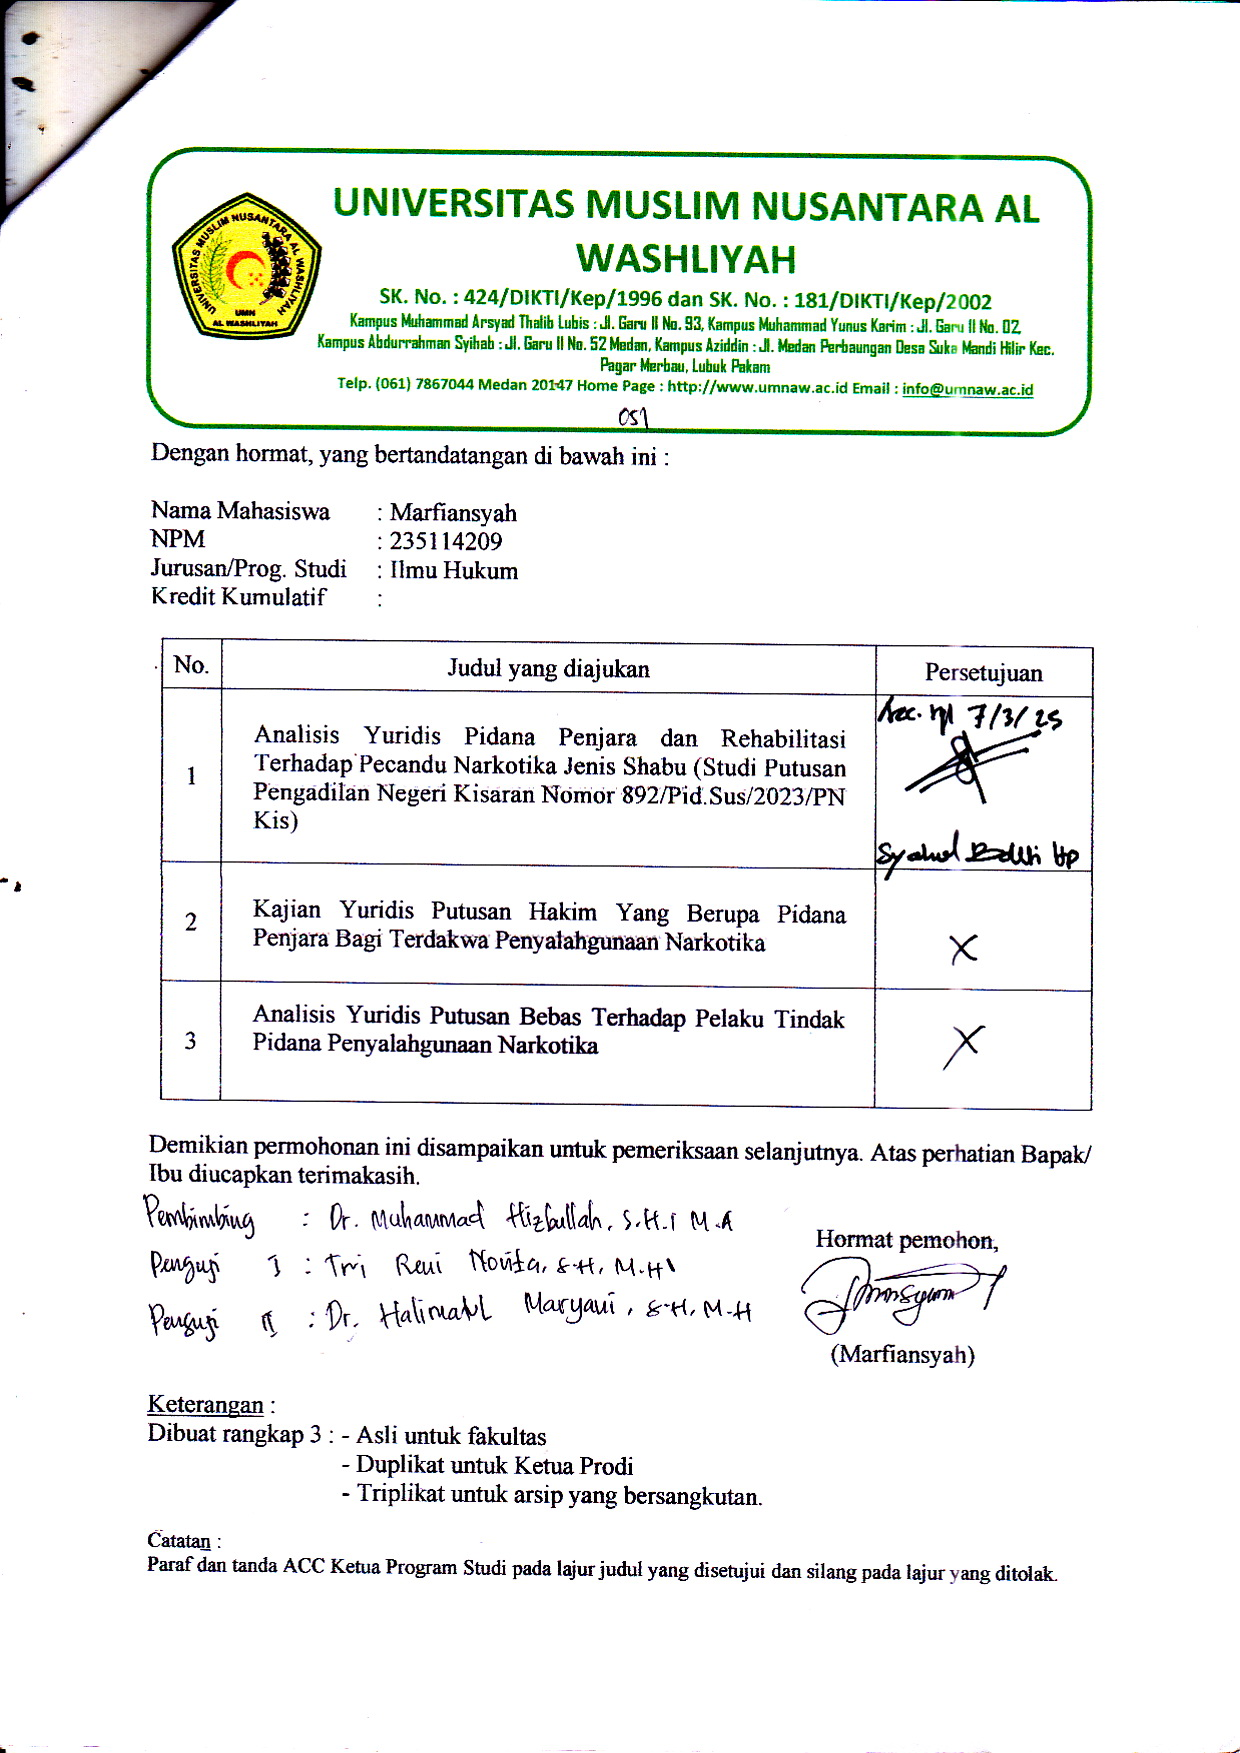 UNIVERSITAS MUSLIM NUSANTARA AL WASHLIYAH
UMN
AL WASHLIYAH
UNIVERSITAS MUSLIM NUSANTARA AL
WASHLIYAH
SK. No. : 424/DIKTI/Kep/1996 dan SK. No. : 181/DIKTI/Kep/2002
Kampus Muhammad Arsyad Thalib Lubis : Jl. Garu II No. 93, Kampus Muhammad Yunus Karim : Jl. Garu II No. 02,
Kampus Abdurrahman Syihab : Jl. Garu II No. 52 Medan, Kampus Aziddin : Jl. Medan Perbaungan Desa Suka Mandi Hilir Kec.
Pagar Merbau, Lubuk Pakam
Telp. (061) 7867044 Medan 20147 Home Page : http://www.umnaw.ac.id Email : info@umnaw.ac.id
051
Dengan hormat, yang bertandatangan di bawah ini :
Nama Mahasiswa : Marfiansyah
NPM : 235114209
Jurusan/Prog. Studi : Ilmu Hukum
Kredit Kumulatif :
No. Judul yang diajukan Persetujuan
Acc. 7/3/25
1 Analisis Yuridis Pidana Penjara dan Rehabilitasi
Terhadap Pecandu Narkotika Jenis Shabu (Studi Putusan
Pengadilan Negeri Kisaran Nomor 892/Pid.Sus/2023/PN
Kis)
2 Kajian Yuridis Putusan Hakim Yang Berupa Pidana
Penjara Bagi Terdakwa Penyalahgunaan Narkotika
X
3 Analisis Yuridis Putusan Bebas Terhadap Pelaku Tindak
Pidana Penyalahgunaan Narkotika
X
Demikian permohonan ini disampaikan untuk pemeriksaan selanjutnya. Atas perhatian Bapak/
Ibu diucapkan terimakasih.
Pembimbing : Dr. Muhammad Hizbullah, S.H.I M.A
Penguji I : Tri Reni Novita, S.H, M.H
Penguji II : Dr. Halimatul Maryani, S.H, M.H
Hormat pemohon,
(Marfiansyah)
Keterangan :
Dibuat rangkap 3 : - Asli untuk fakultas
- Duplikat untuk Ketua Prodi
- Triplikat untuk arsip yang bersangkutan.
Catatan :
Paraf dan tanda ACC Ketua Program Studi pada lajur judul yang disetujui dan silang pada lajur yang ditolak.